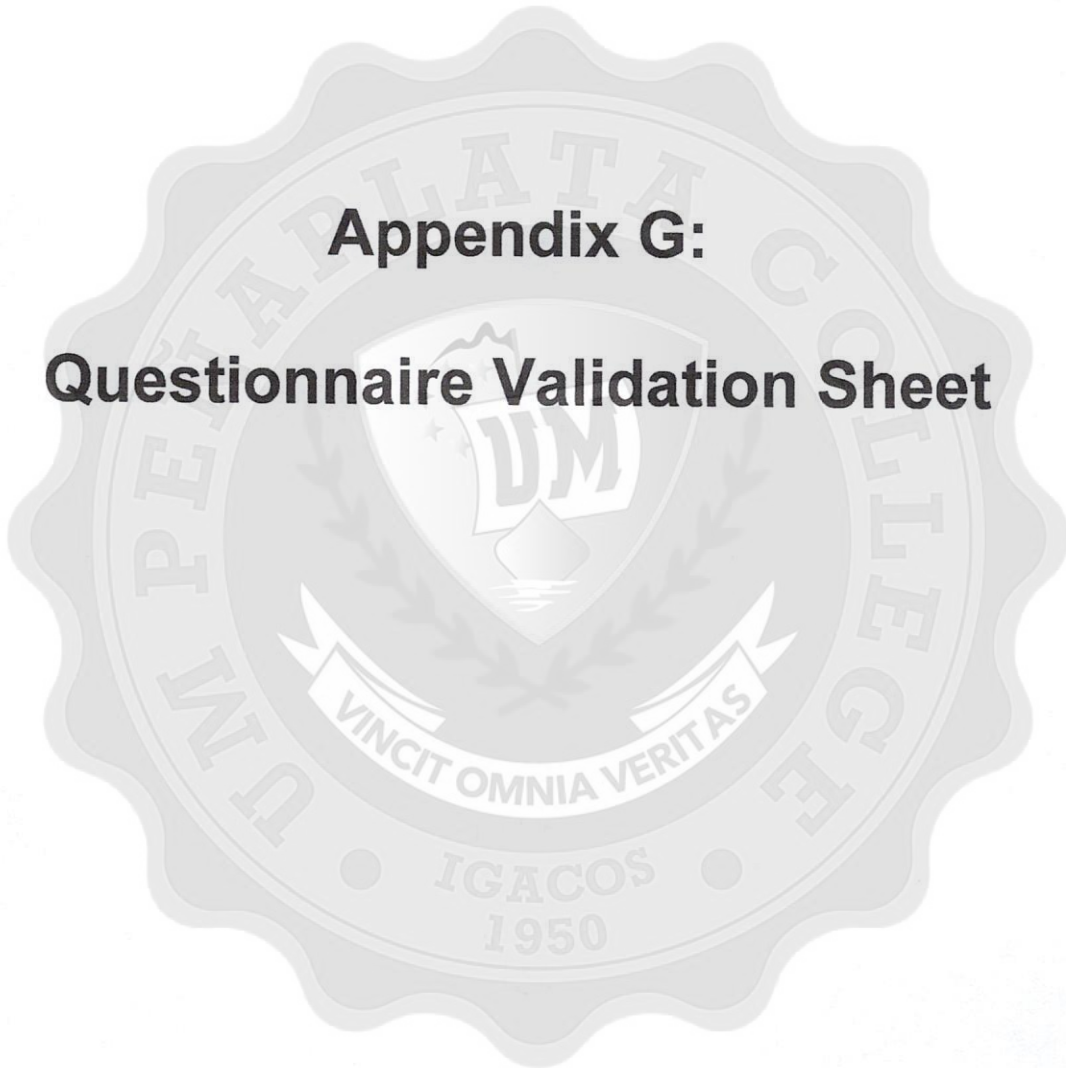 Appendix G:
Questionnaire Validation Sheet
UM PEÑAPLATA COLLEGE
UM
VINCIT OMNIA VERITAS
IGACOS
1950